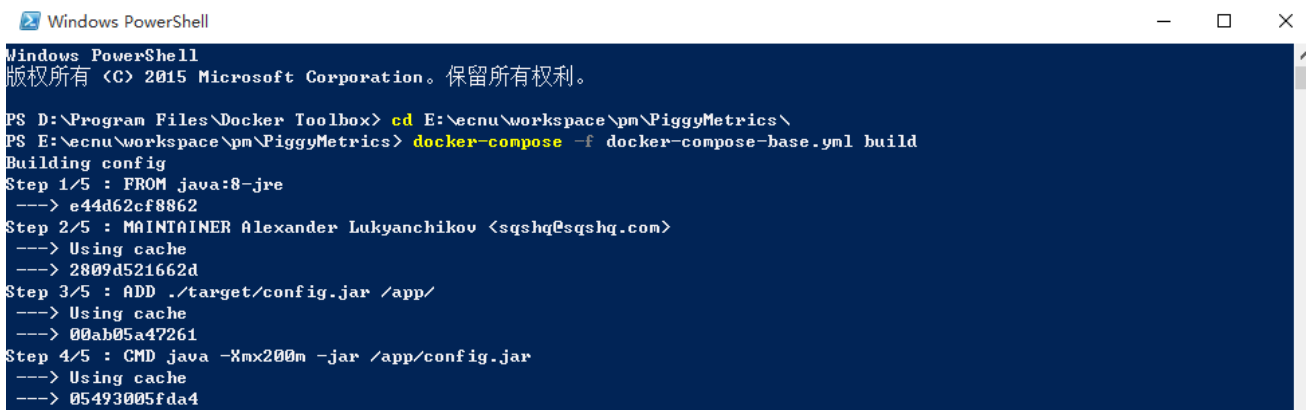 Windows PowerShell
Windows PowerShell
版权所有 (C) 2015 Microsoft Corporation。保留所有权利。
PS D:\Program Files\Docker Toolbox> cd E:\ecnu\workspace\pm\PiggyMetrics\
PS E:\ecnu\workspace\pm\PiggyMetrics> docker-compose -f docker-compose-base.yml build
Building config
Step 1/5 : FROM java:8-jre
 ---> e44d62cf8862
Step 2/5 : MAINTAINER Alexander Lukyanchikov <sqshq@sqshq.com>
 ---> Using cache
 ---> 2809d521662d
Step 3/5 : ADD ./target/config.jar /app/
 ---> Using cache
 ---> 00ab05a47261
Step 4/5 : CMD java -Xmx200m -jar /app/config.jar
 ---> Using cache
 ---> 05493005fda4